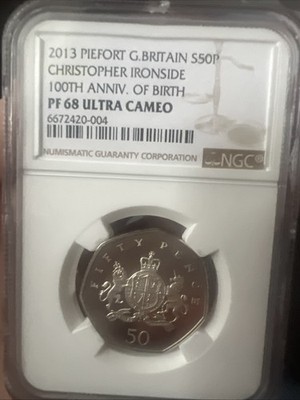 2013 PIEFORT G.BRITAIN S50P
CHRISTOPHER IRONSIDE
100TH ANNIV. OF BIRTH
PF 68 ULTRA CAMEO
6672420-004
NUMISMATIC GUARANTY CORPORATION
NGC
FIFTY PENCE
50